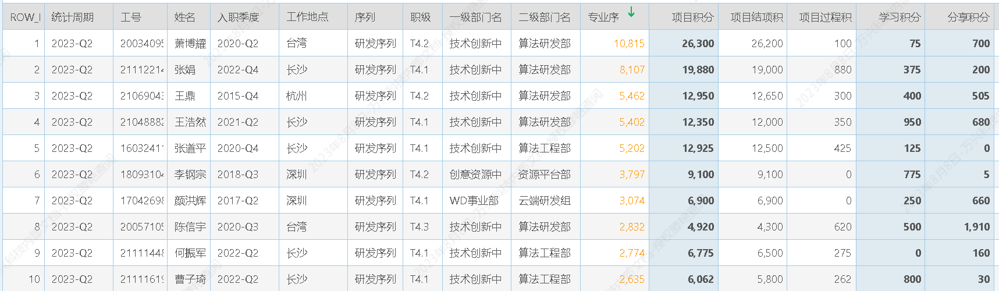 ROW_I 统计周期 工号 姓名 入职季度 工作地点 序列 职级 一级部门名 二级部门名 专业序 ↓ 项目积分 项目结项积 项目过程积 学习积分 分享积分
1 2023-Q2 20034095 萧博耀 2020-Q2 台湾 研发序列 T4.2 技术创新中 算法研发部 10,815 26,300 26,200 100 75 700
2 2023-Q2 21112214 张娟 2022-Q4 长沙 研发序列 T4.1 技术创新中 算法研发部 8,107 19,880 19,000 880 375 200
3 2023-Q2 21069043 王鼎 2015-Q4 杭州 研发序列 T4.2 技术创新中 算法研发部 5,462 12,950 12,650 300 400 505
4 2023-Q2 21048882 王浩然 2021-Q2 长沙 研发序列 T4.1 技术创新中 算法研发部 5,402 12,350 12,000 350 950 680
5 2023-Q2 16032411 张道平 2020-Q4 长沙 研发序列 T4.1 技术创新中 算法工程部 5,202 12,925 12,500 425 125 0
6 2023-Q2 18093104 李钢宗 2018-Q3 深圳 研发序列 T4.2 创意资源中 资源平台部 3,797 9,100 9,100 0 775 5
7 2023-Q2 17042698 颜洪辉 2017-Q2 深圳 研发序列 T4.1 WD事业部 云端研发组 3,074 6,900 6,900 0 250 660
8 2023-Q2 20057105 陈信宇 2020-Q3 台湾 研发序列 T4.3 技术创新中 算法研发部 2,832 4,920 4,300 620 500 1,910
9 2023-Q2 21111448 何振军 2022-Q2 长沙 研发序列 T4.1 技术创新中 算法工程部 2,774 6,775 6,500 275 0 160
10 2023-Q2 21111619 曹子琦 2022-Q2 长沙 研发序列 T4.1 技术创新中 算法工程部 2,635 6,062 5,800 262 800 30